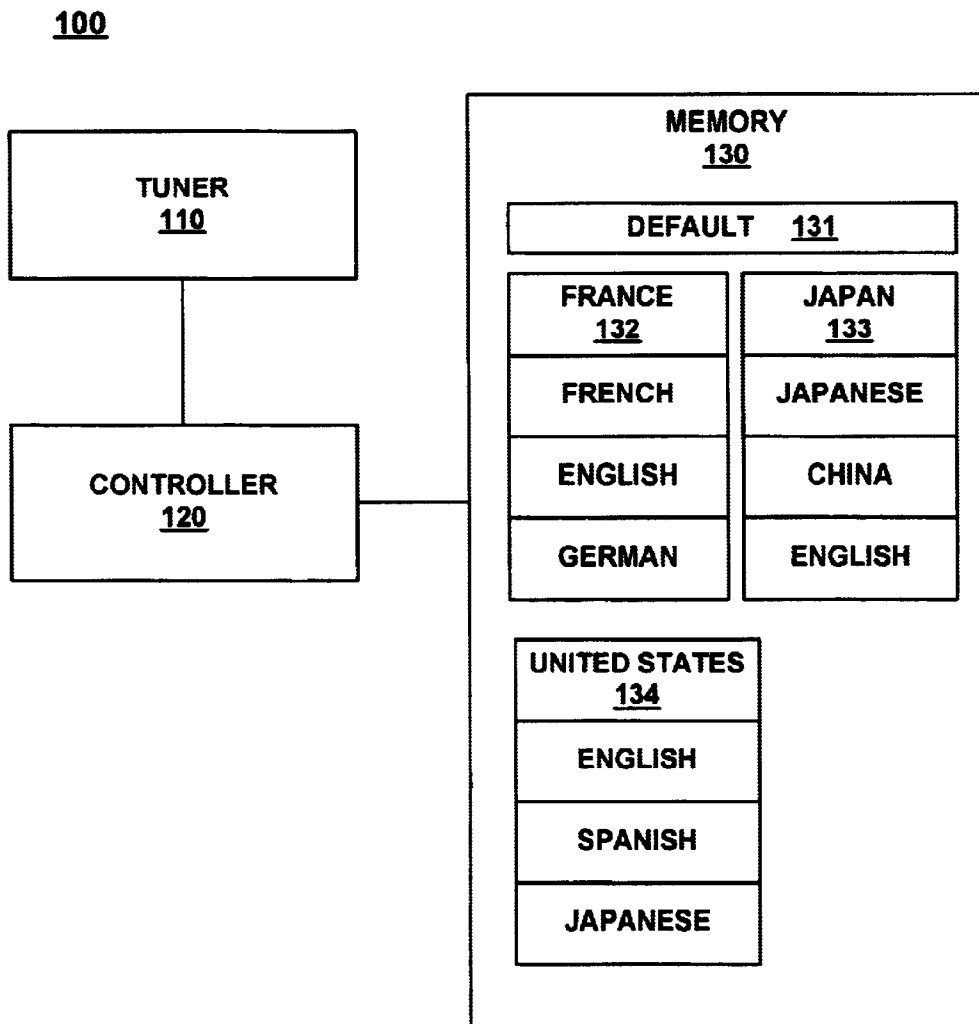 100
MEMORY
130
TUNER
110
DEFAULT 131
FRANCE
132
FRENCH
ENGLISH
GERMAN
JAPAN
133
JAPANESE
CHINA
ENGLISH
CONTROLLER
120
UNITED STATES
134
ENGLISH
SPANISH
JAPANESE